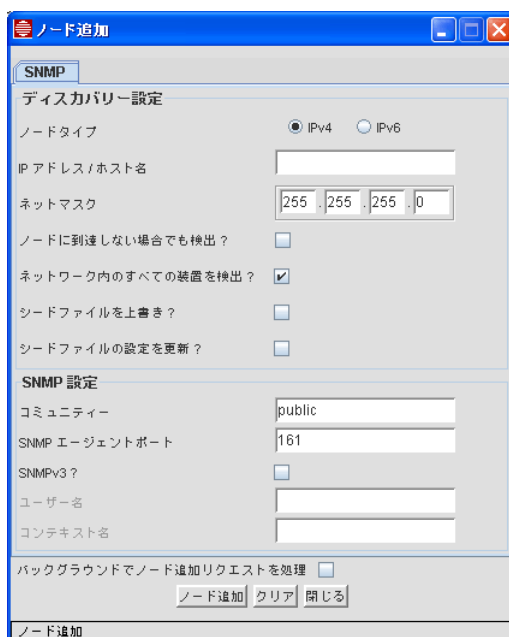 ノード追加
SNMP
ディスカバリー設定
ノードタイプ IPv4 IPv6
IP アドレス / ホスト名
ネットマスク 255 . 255 . 255 . 0
ノードに到達しない場合でも検出 ?
ネットワーク内のすべての装置を検出 ?
シードファイルを上書き ?
シードファイルの設定を更新 ?
SNMP 設定
コミュニティー public
SNMP エージェントポート 161
SNMPv3 ?
ユーザー名
コンテキスト名
バックグラウンドでノード追加リクエストを処理
ノード追加 クリア 閉じる
ノード追加